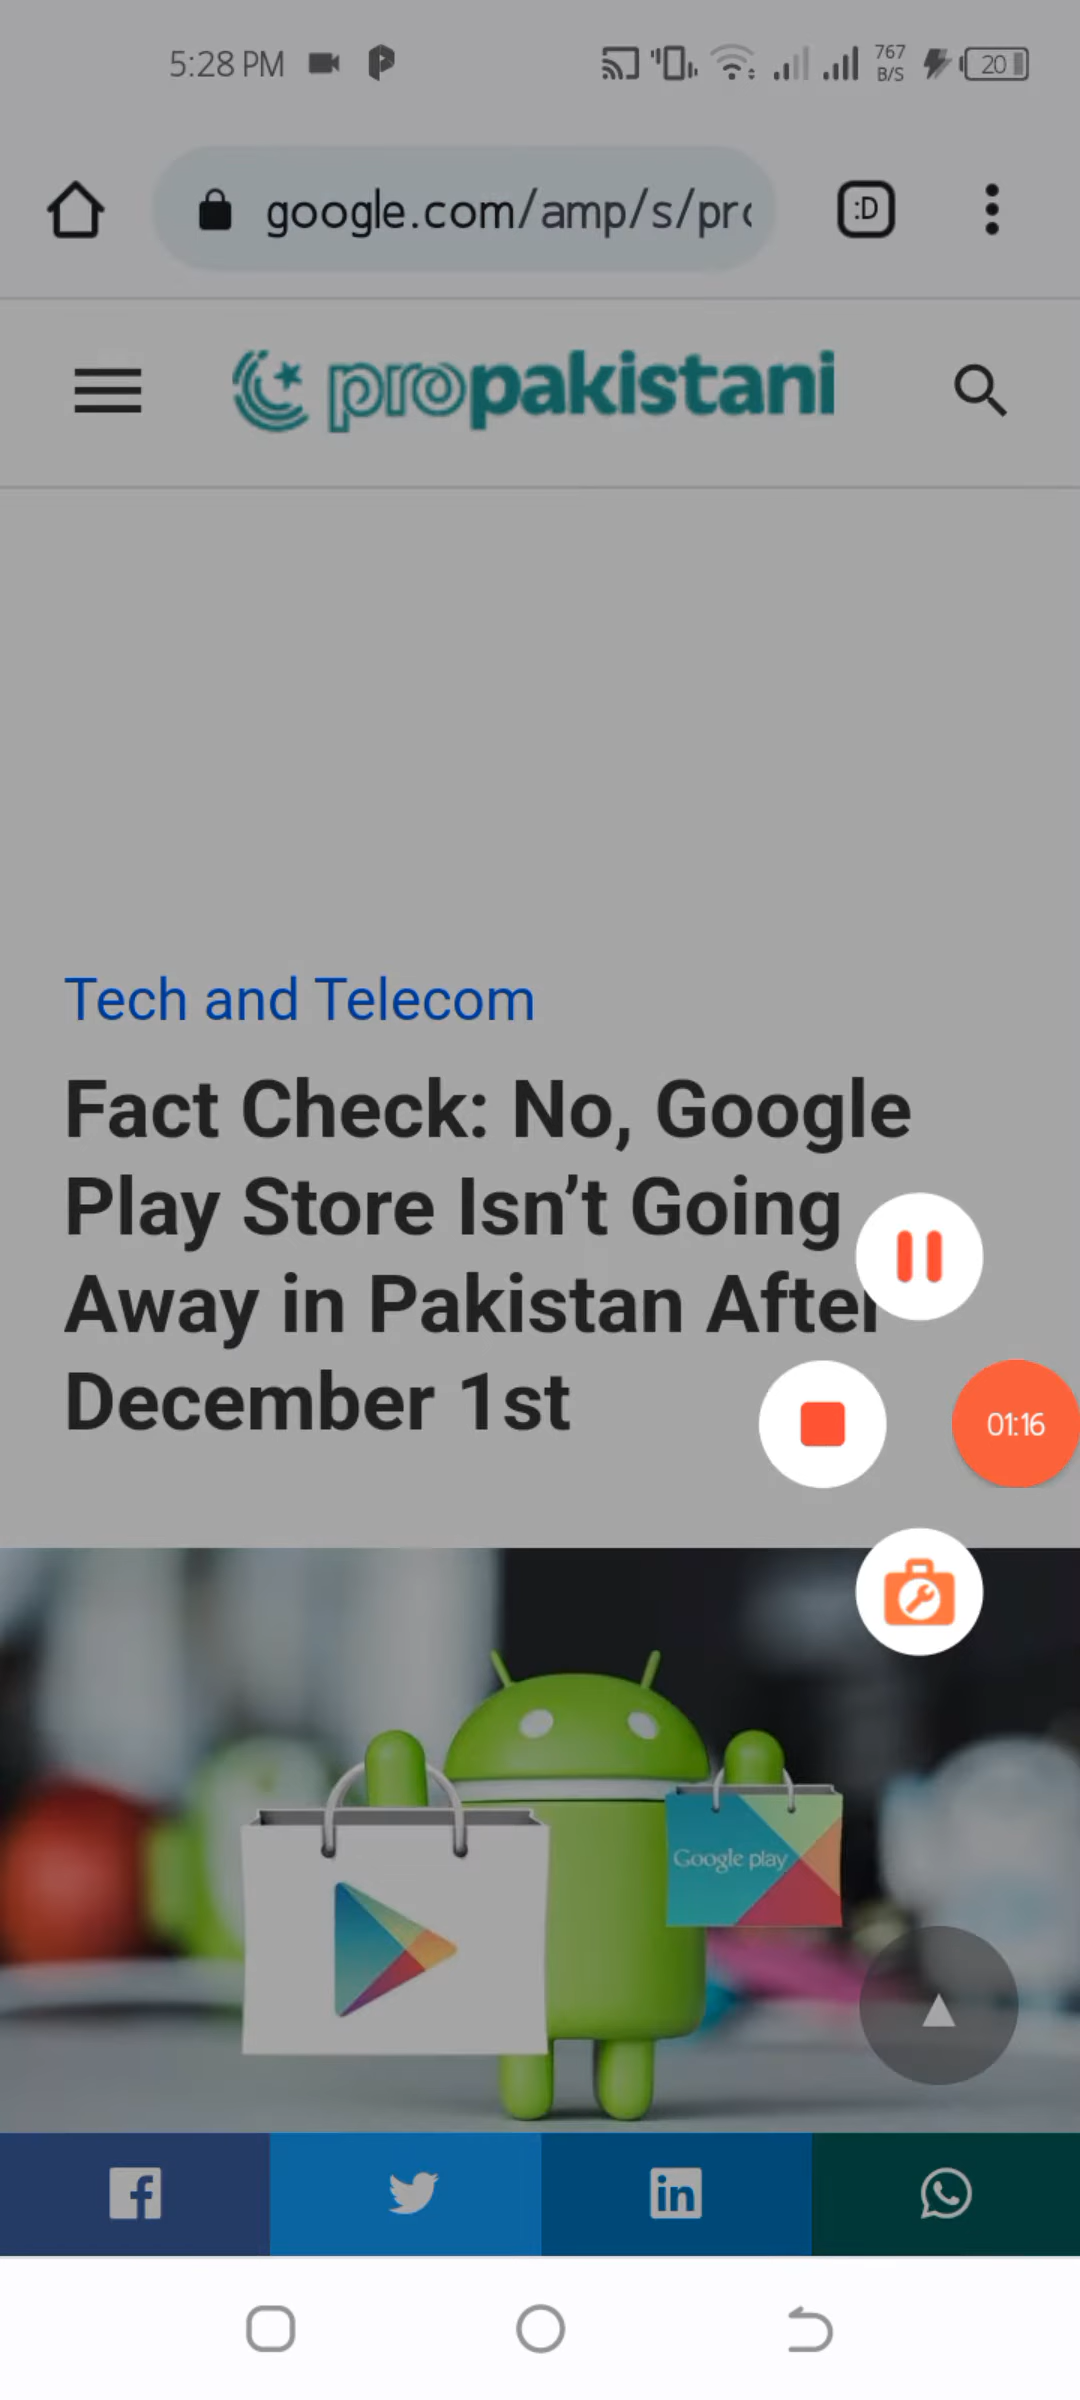 5:28 PM
767
B/S
20
google.com/amp/s/pro
:D
propakistani
Tech and Telecom
Fact Check: No, Google
Play Store Isn’t Going
Away in Pakistan After
December 1st
01:16
Google play